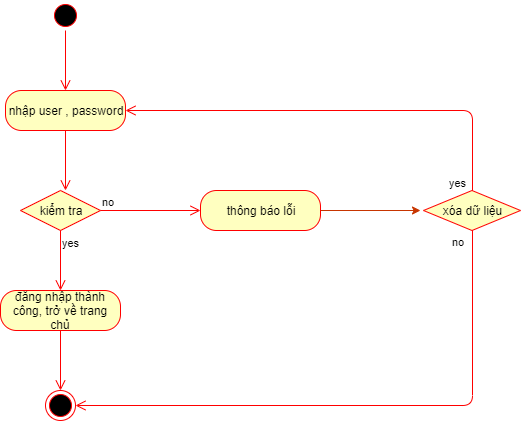 nhập user , password
yes
kiểm tra
no
thông báo lỗi
xóa dữ liệu
yes
no
đăng nhập thành
công, trở về trang
chủ